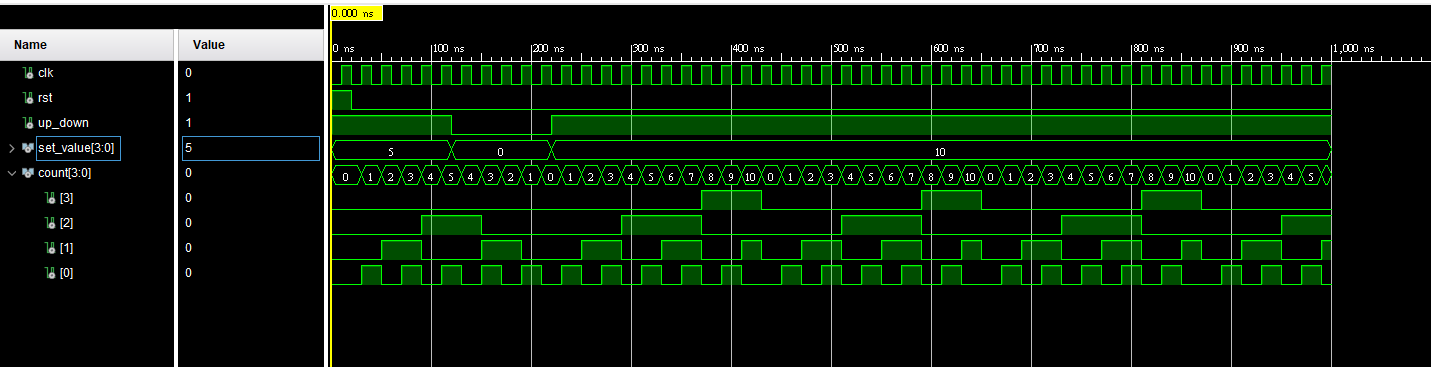 0.000 ns
Name Value
0 ns 100 ns 200 ns 300 ns 400 ns 500 ns 600 ns 700 ns 800 ns 900 ns 1,000 ns
clk 0
rst 1
up_down 1
set_value[3:0] 5 5 0 10
count[3:0] 0 0 1 2 3 4 5 4 3 2 1 0 1 2 3 4 5 6 7 8 9 10 0 1 2 3 4 5 6 7 8 9 10 0 1 2 3 4 5 6 7 8 9 10 0 1 2 3 4 5
[3] 0
[2] 0
[1] 0
[0] 0